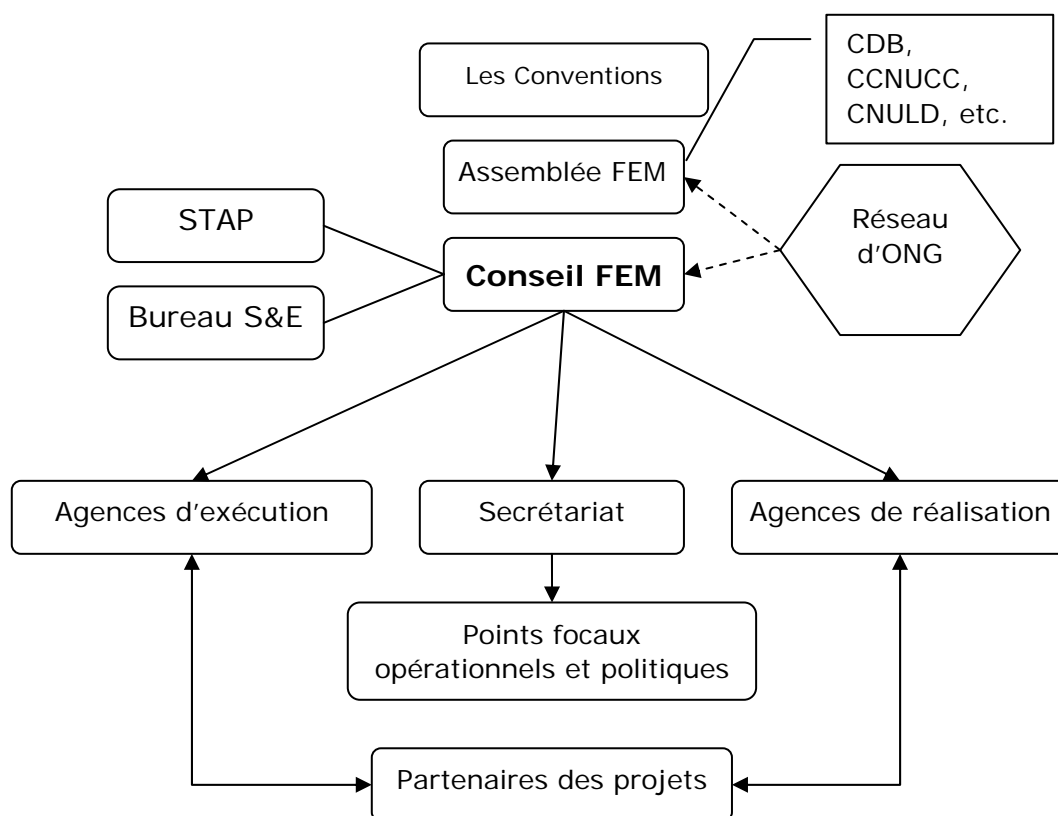 Les Conventions
CDB,
CCNUCC,
CNULD, etc.
Assemblée FEM
STAP
Réseau
d’ONG
Conseil FEM
Bureau S&E
Agences d’exécution
Secrétariat
Agences de réalisation
Points focaux
opérationnels et politiques
Partenaires des projets